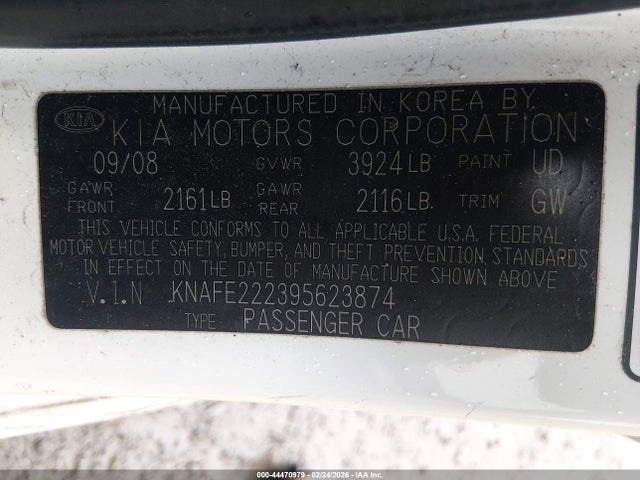 MANUFACTURED IN KOREA BY
KIA KIA MOTORS CORPORATION
09/08 GVWR 3924LB PAINT UD
GAWR FRONT 2161LB GAWR REAR 2116LB TRIM GW
THIS VEHICLE CONFORMS TO ALL APPLICABLE U.S.A. FEDERAL
MOTOR VEHICLE SAFETY, BUMPER, AND THEFT PREVENTION STANDARDS
IN EFFECT ON THE DATE OF MANUFACTURE SHOWN ABOVE
V.I.N KNAFE222395623874
TYPE: PASSENGER CAR
000-44470979 - 02/24/2026 - IAAI.COM